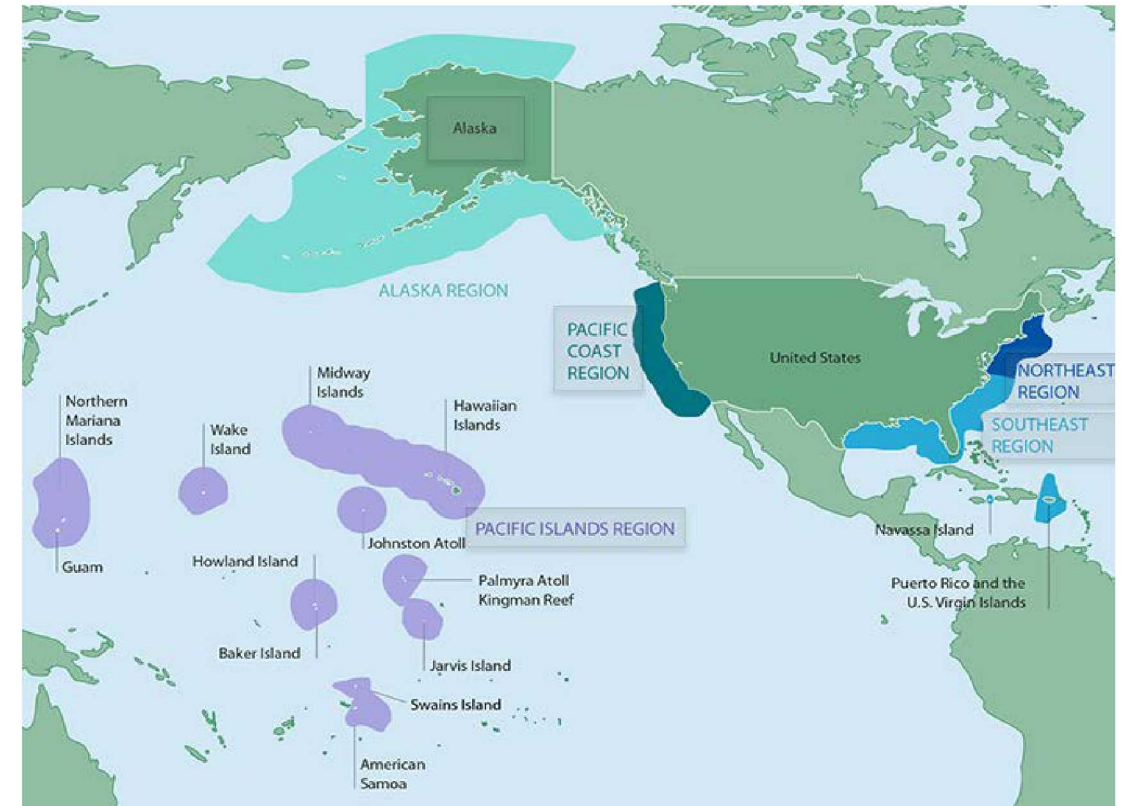 Alaska
ALASKA REGION
PACIFIC
COAST
REGION
United States
NORTHEAST
REGION
SOUTHEAST
REGION
Midway
Islands
Northern
Mariana
Islands
Hawaiian
Islands
Wake
Island
PACIFIC ISLANDS REGION
Johnston Atoll
Navassa Island
Howland Island
Guam
Palmyra Atoll
Kingman Reef
Puerto Rico and the
U.S. Virgin Islands
Baker Island
Jarvis Island
Swains Island
American
Samoa